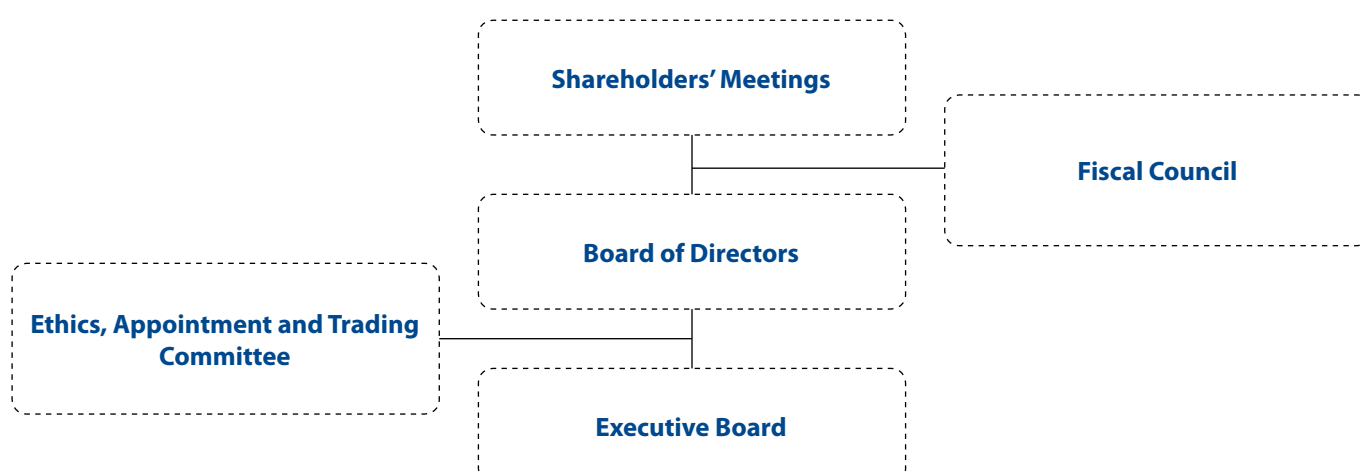 Shareholders’ Meetings
Fiscal Council
Board of Directors
Ethics, Appointment and Trading
Committee
Executive Board